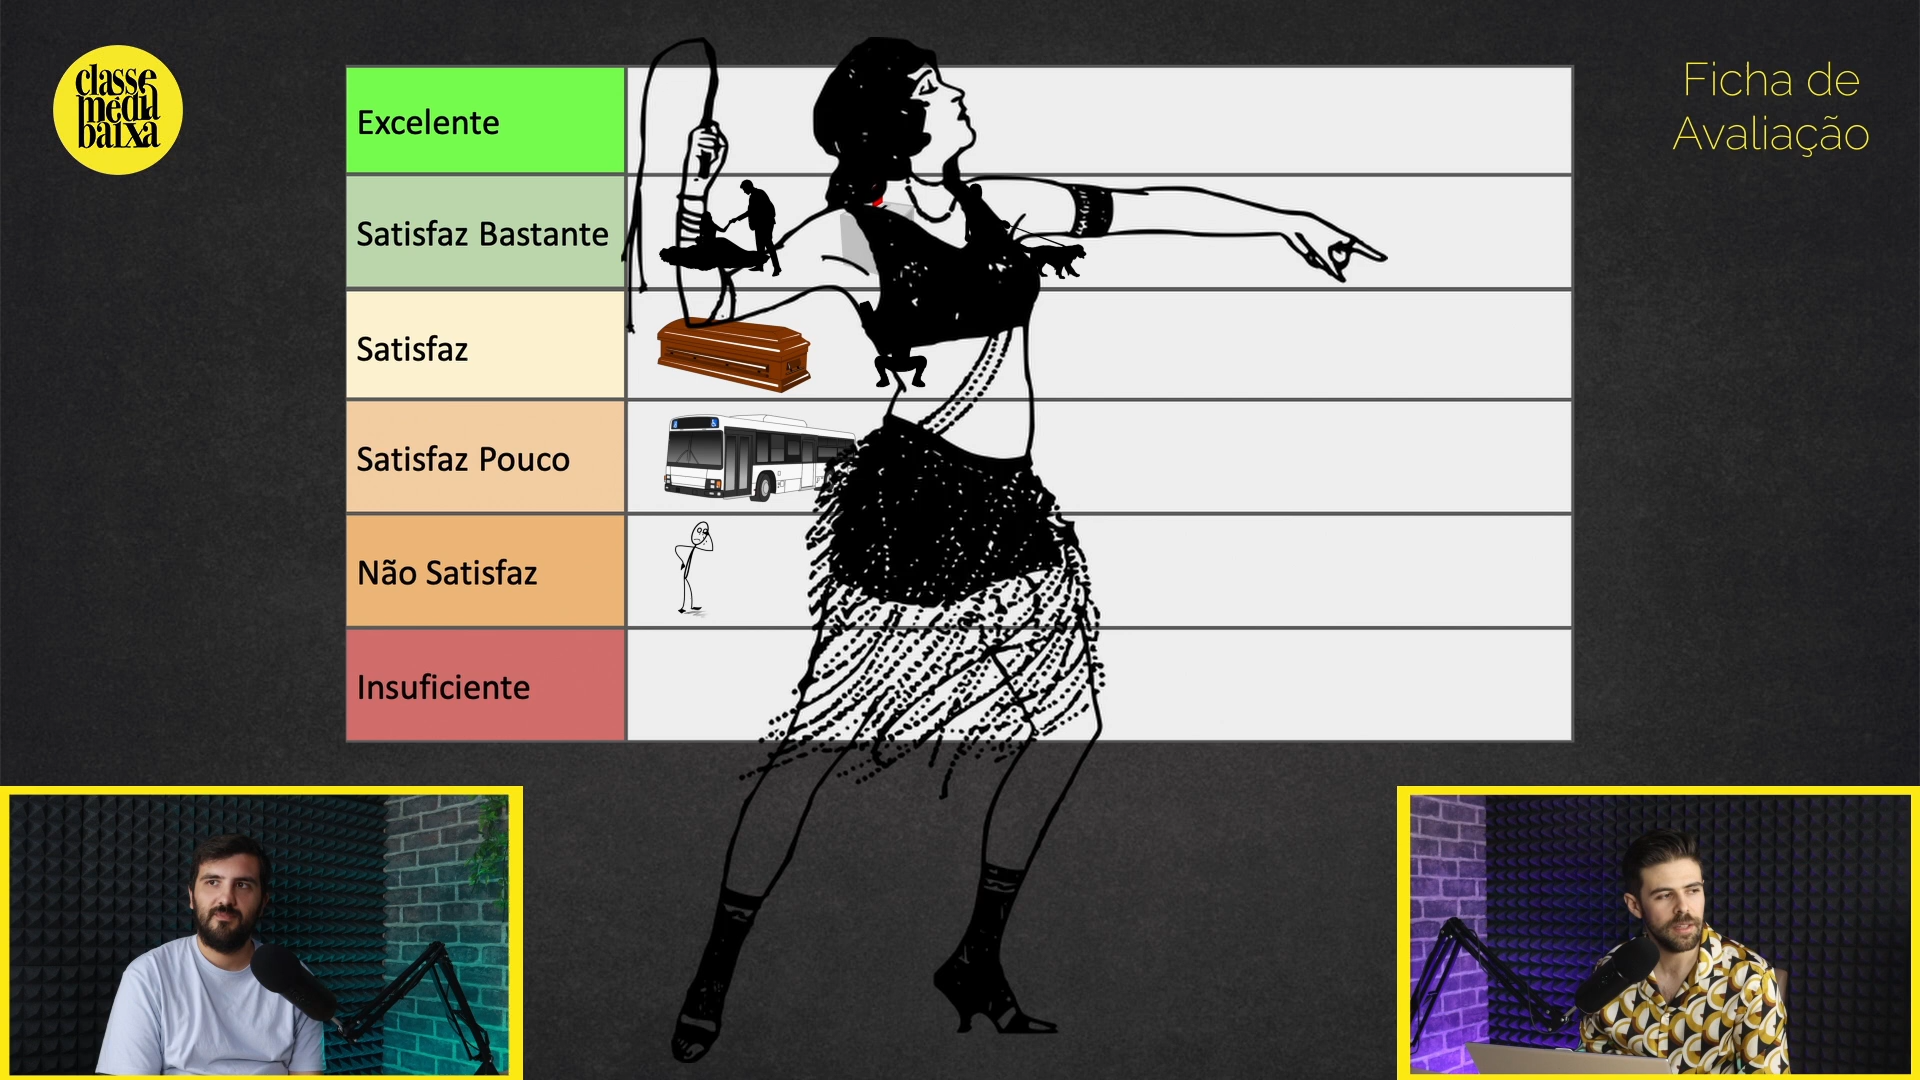 classe
média
baixa
Ficha de
Avaliação
Excelente
Satisfaz Bastante
Satisfaz
Satisfaz Pouco
Não Satisfaz
Insuficiente